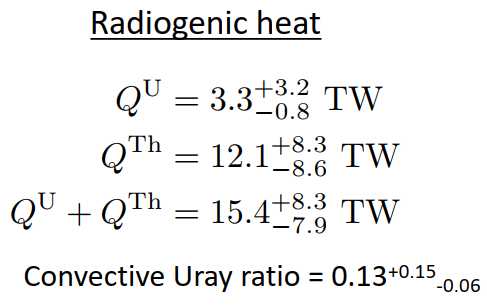 Radiogenic heat
Q^U = 3.3^{+3.2}_{−0.8} TW
Q^Th = 12.1^{+8.3}_{−8.6} TW
Q^U + Q^Th = 15.4^{+8.3}_{−7.9} TW
Convective Uray ratio = 0.13^{+0.15}_{-0.06}